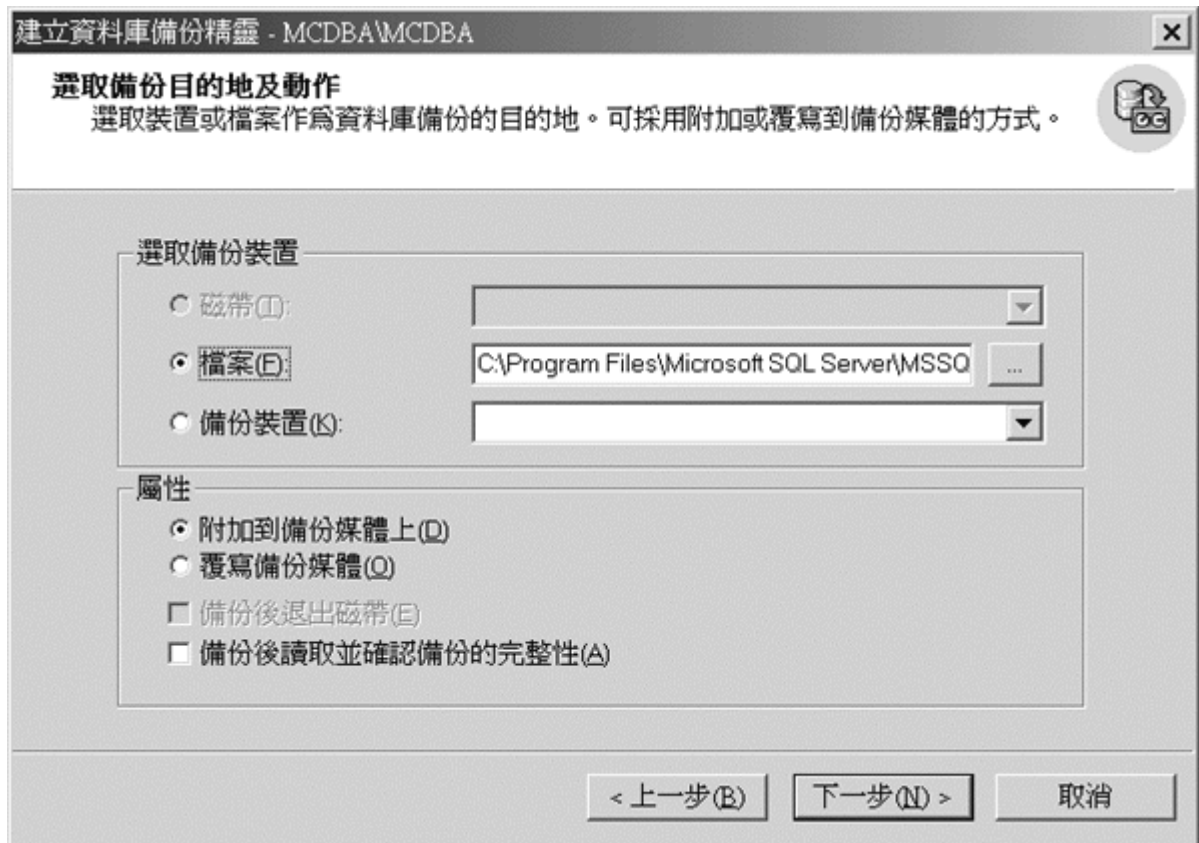 建立資料庫備份精靈 - MCDBA\MCDBA
選取備份目的地及動作
選取裝置或檔案作為資料庫備份的目的地。可採用附加或覆寫到備份媒體的方式。
選取備份裝置
磁帶(T):
檔案(F): C:\Program Files\Microsoft SQL Server\MSSQ ...
備份裝置(K):
屬性
附加到備份媒體上(D)
覆寫備份媒體(O)
備份後退出磁帶(E)
備份後讀取並確認備份的完整性(A)
< 上一步(B) 下一步(N) > 取消